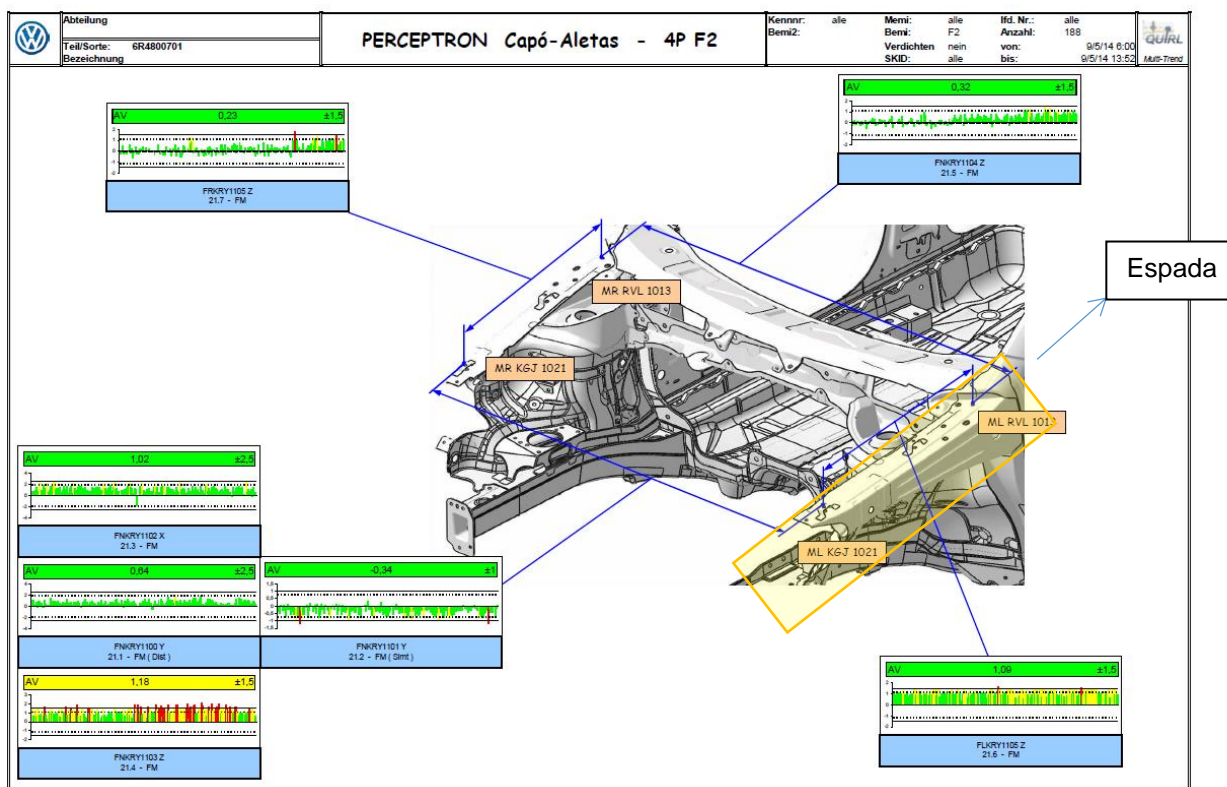 Abteilung
Teil/Sorte: 6R4800701
Bezeichnung
PERCEPTRON Capó-Aletas - 4P F2
Kennnr: alle Memi: alle lfd. Nr.: alle
Bemi2: Bemi: F2 Anzahl: 188
Verdichten nein von: 9/5/14 6:00
SKID: alle bis: 9/5/14 13:52
QUIRL
Multi-Trend
AV 0,23 ±1,5
FRKRY1105 Z
21.7 - FM
AV 0,32 ±1,5
FNKRY1104 Z
21.5 - FM
Espada
MR RVL 1013
MR KGJ 1021
ML RVL 1013
ML KGJ 1021
AV 1,02 ±2,5
FNKRY1102 X
21.3 - FM
AV 0,64 ±2,5
FNKRY1100 Y
21.1 - FM ( Dist )
AV -0,34 ±1
FNKRY1101 Y
21.2 - FM ( Simt )
AV 1,18 ±1,5
FNKRY1103 Z
21.4 - FM
AV 1,09 ±1,5
FLKRY1105 Z
21.6 - FM